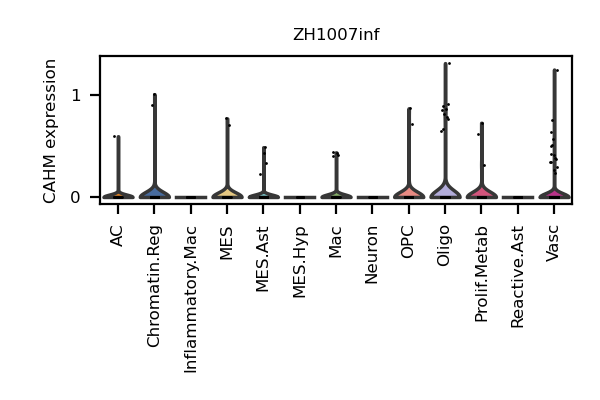 ZH1007inf
CAHM expression
1
0
AC
Chromatin.Reg
Inflammatory.Mac
MES
MES.Ast
MES.Hyp
Mac
Neuron
OPC
Oligo
Prolif.Metab
Reactive.Ast
Vasc